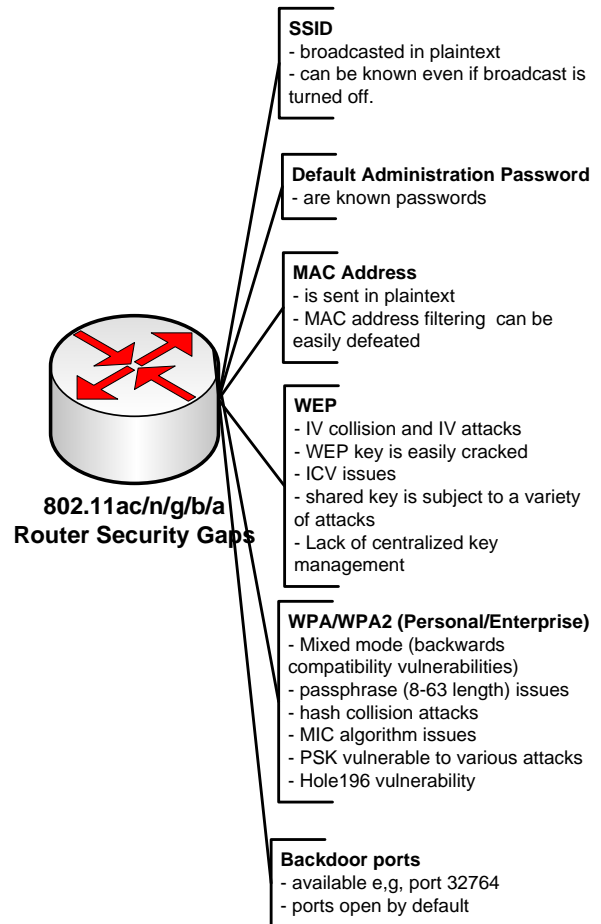 SSID
- broadcasted in plaintext
- can be known even if broadcast is
turned off.
Default Administration Password
- are known passwords
MAC Address
- is sent in plaintext
- MAC address filtering  can be
easily defeated
802.11ac/n/g/b/a
Router Security Gaps
WEP
- IV collision and IV attacks
- WEP key is easily cracked
- ICV issues
- shared key is subject to a variety
of attacks
- Lack of centralized key
management
WPA/WPA2 (Personal/Enterprise)
- Mixed mode (backwards
compatibility vulnerabilities)
- passphrase (8-63 length) issues
- hash collision attacks
- MIC algorithm issues
- PSK vulnerable to various attacks
- Hole196 vulnerability
Backdoor ports
- available e,g, port 32764
- ports open by default